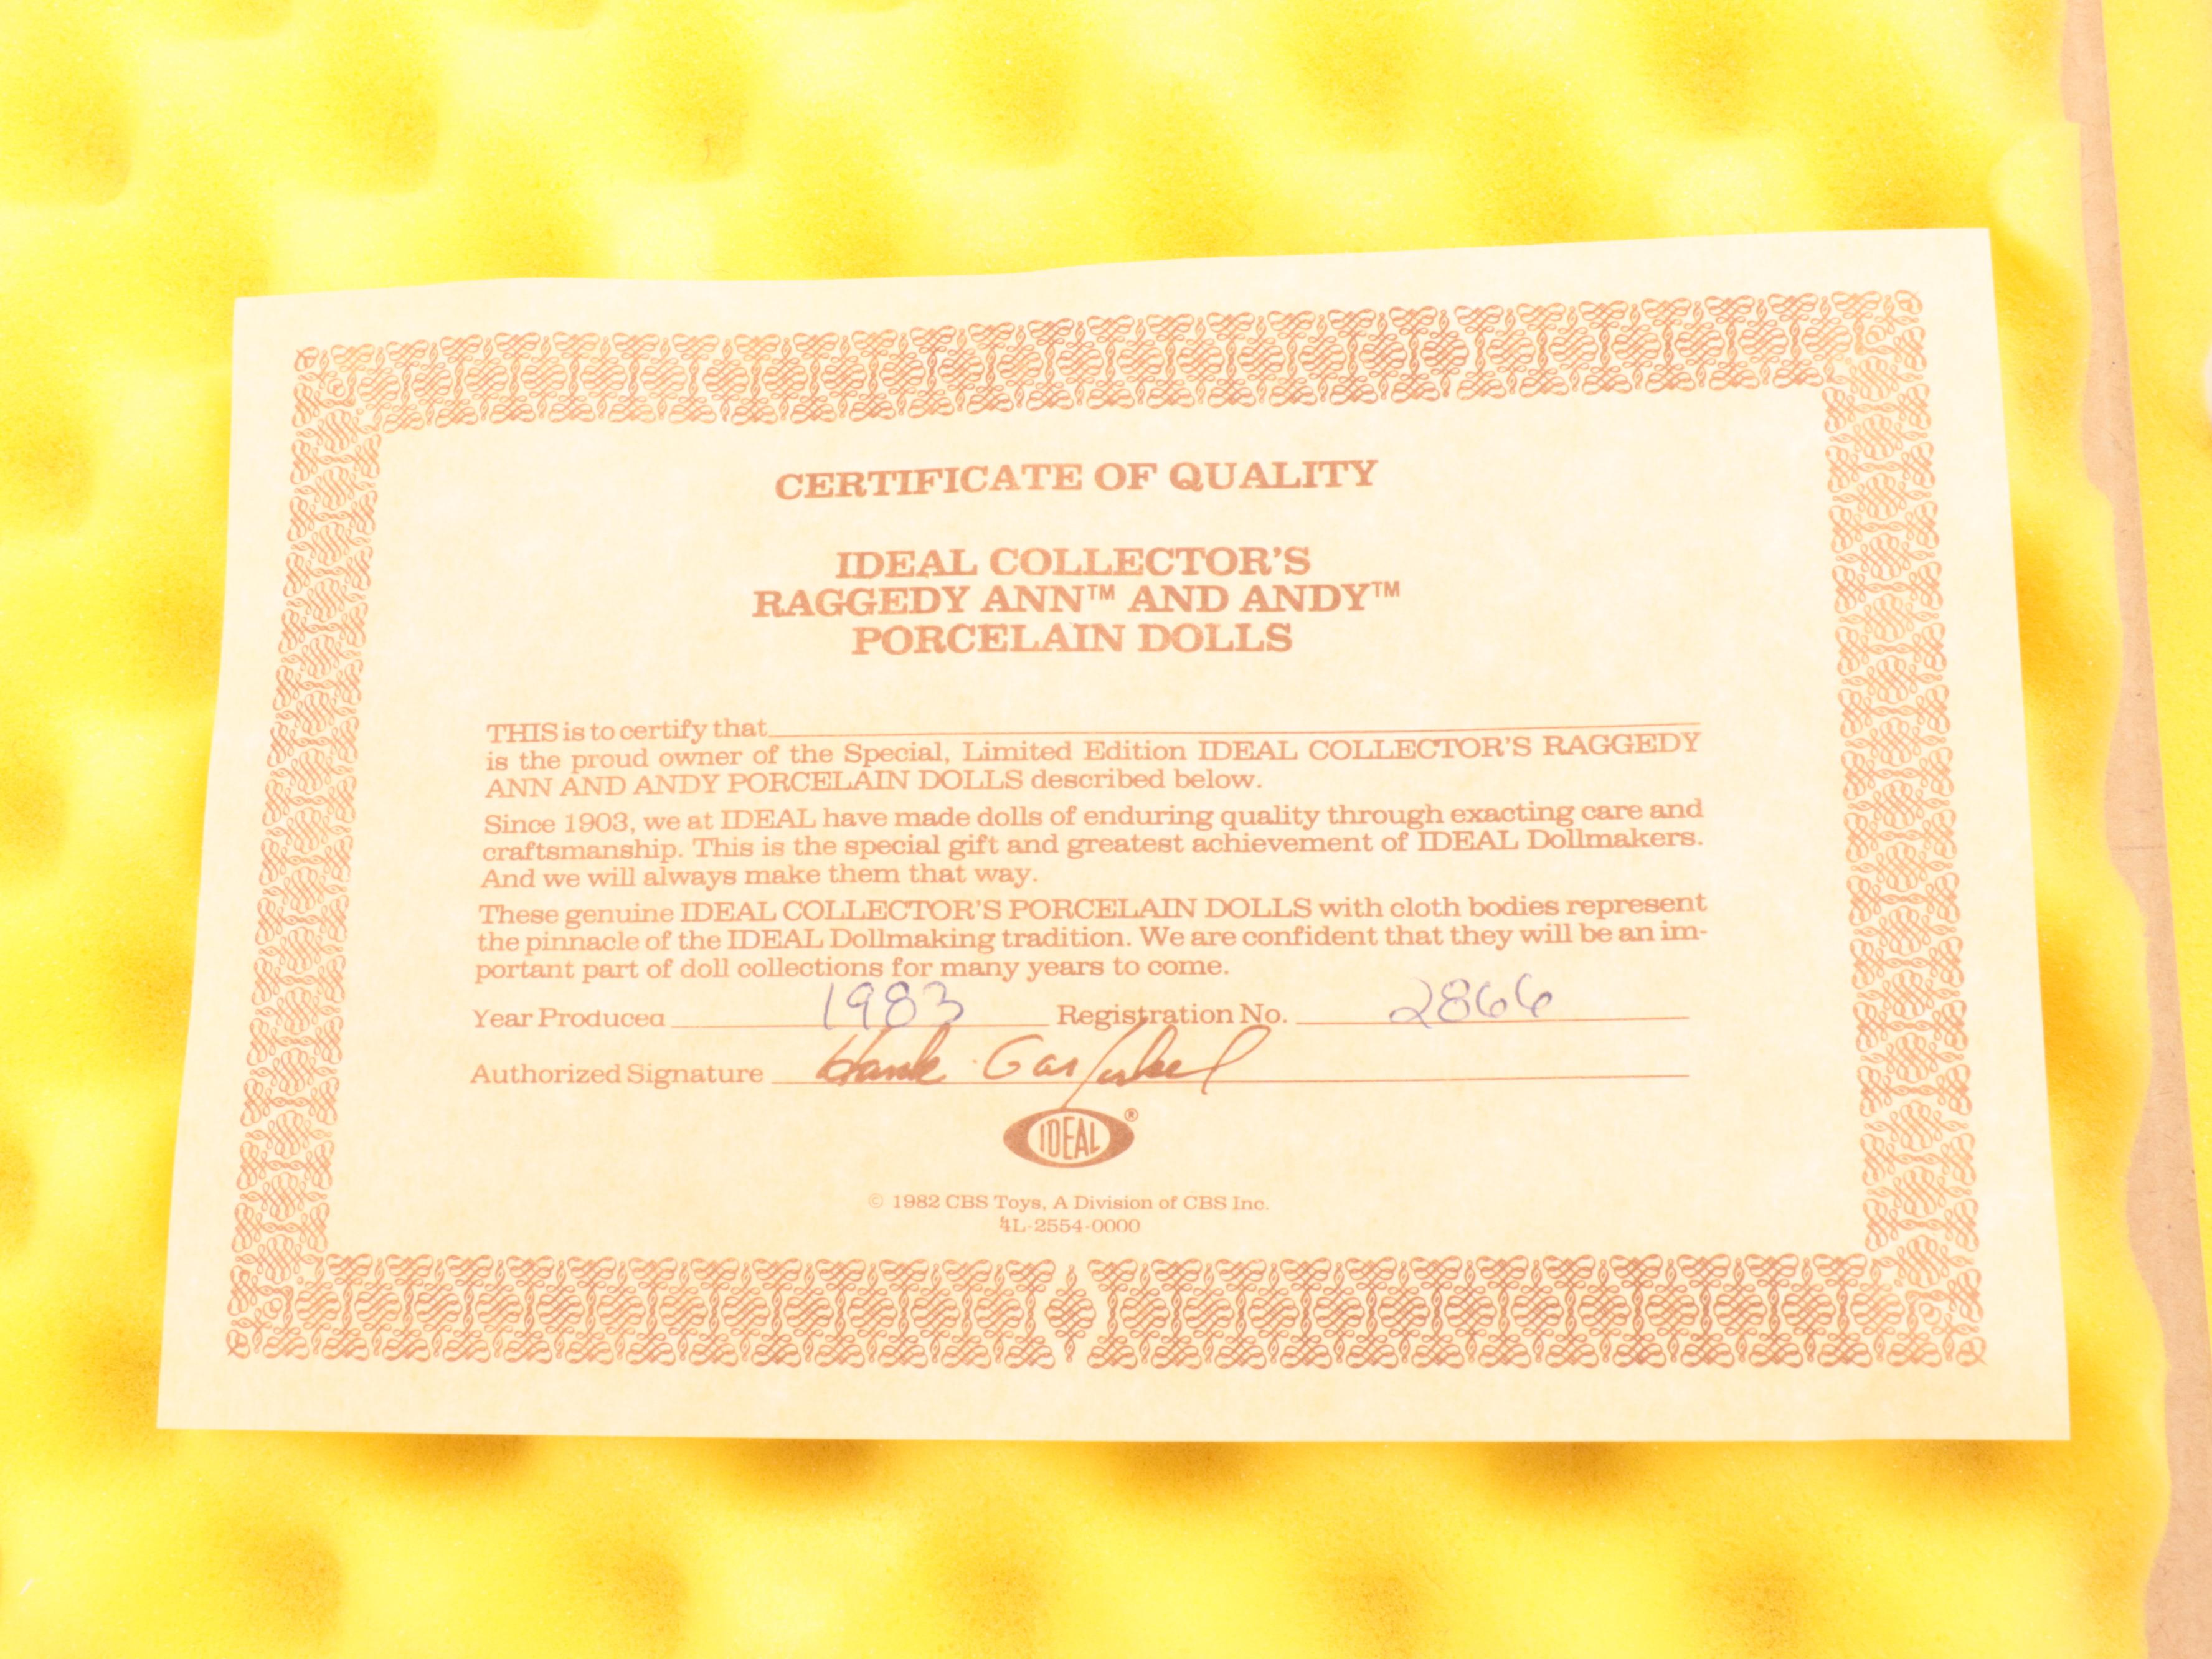 CERTIFICATE OF QUALITY
IDEAL COLLECTOR'S
RAGGEDY ANN™ AND ANDY™
PORCELAIN DOLLS
THIS is to certify that
is the proud owner of the Special, Limited Edition IDEAL COLLECTOR'S RAGGEDY
ANN AND ANDY PORCELAIN DOLLS described below.
Since 1903, we at IDEAL have made dolls of enduring quality through exacting care and
craftsmanship. This is the special gift and greatest achievement of IDEAL Dollmakers.
And we will always make them that way.
These genuine IDEAL COLLECTOR'S PORCELAIN DOLLS with cloth bodies represent
the pinnacle of the IDEAL Dollmaking tradition. We are confident that they will be an im-
portant part of doll collections for many years to come.
Year Produced 1983 Registration No. 2866
Authorized Signature Hank Garfinkel
IDEAL®
© 1982 CBS Toys, A Division of CBS Inc.
4L-2554-0000